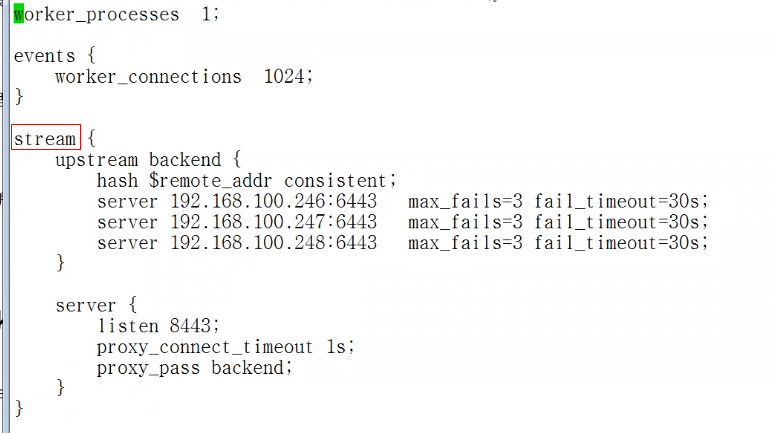 worker_processes  1;
events {
    worker_connections  1024;
}
stream {
    upstream backend {
        hash $remote_addr consistent;
        server 192.168.100.246:6443   max_fails=3 fail_timeout=30s;
        server 192.168.100.247:6443   max_fails=3 fail_timeout=30s;
        server 192.168.100.248:6443   max_fails=3 fail_timeout=30s;
    }
    server {
        listen 8443;
        proxy_connect_timeout 1s;
        proxy_pass backend;
    }
}